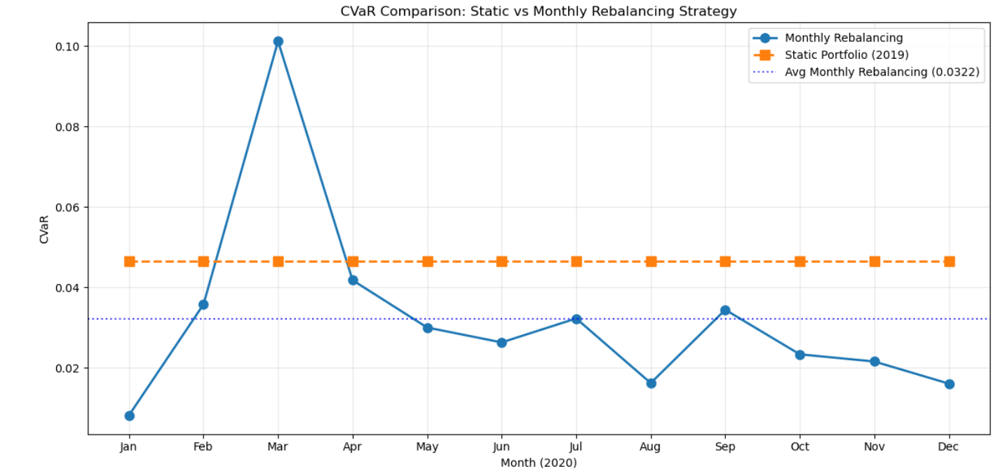 CVaR Comparison: Static vs Monthly Rebalancing Strategy
Monthly Rebalancing
Static Portfolio (2019)
Avg Monthly Rebalancing (0.0322)
CVaR
0.10
0.08
0.06
0.04
0.02
Jan Feb Mar Apr May Jun Jul Aug Sep Oct Nov Dec
Month (2020)